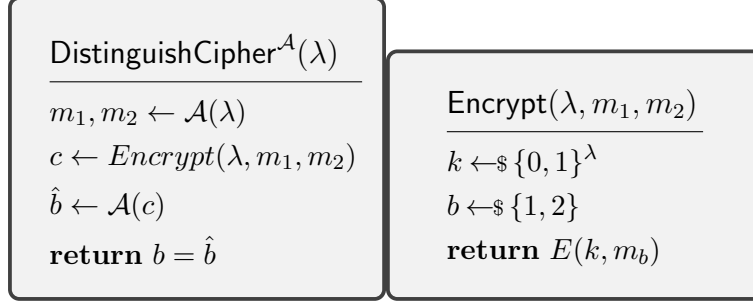 DistinguishCipher^𝒜(λ)
m₁, m₂ ← 𝒜(λ)
c ← Encrypt(λ, m₁, m₂)
b̂ ← 𝒜(c)
return b = b̂
Encrypt(λ, m₁, m₂)
k ←$ {0, 1}^λ
b ←$ {1, 2}
return E(k, m_b)